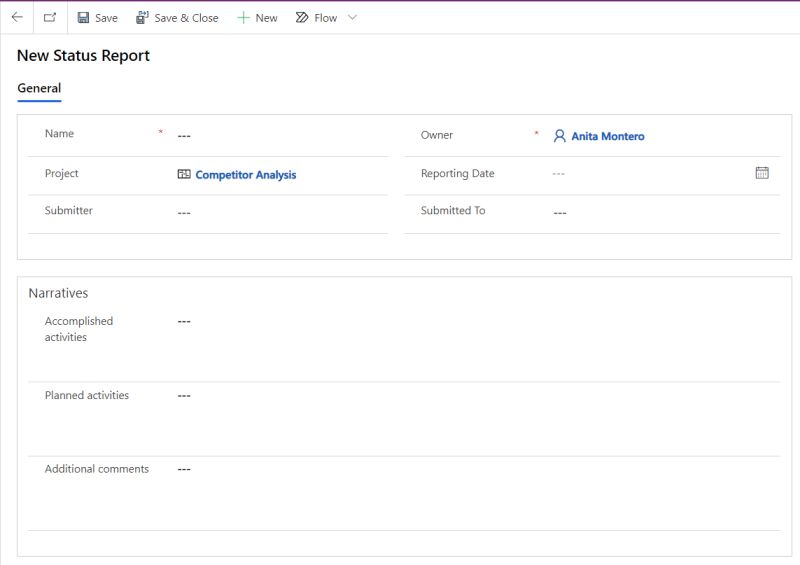 Save
Save & Close
New
Flow
New Status Report
General
Name * ---
Owner * Anita Montero
Project Competitor Analysis
Reporting Date ---
Submitter ---
Submitted To ---
Narratives
Accomplished
activities
---
Planned activities ---
Additional comments ---